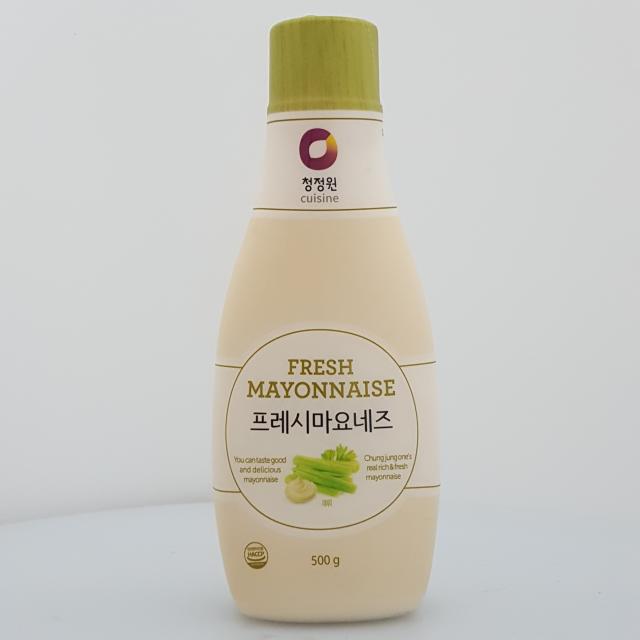 청정원
cuisine
FRESH
MAYONNAISE
프레시마요네즈
You can taste good
and delicious
mayonnaise
Chung jung one's
real rich & fresh
mayonnaise
HACCP
500 g